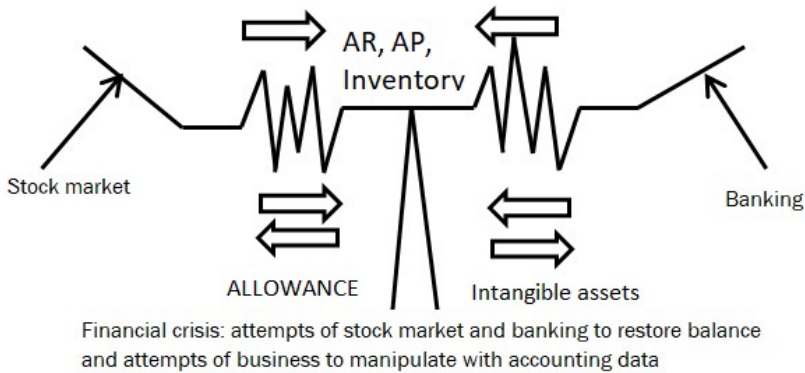 AR, AP,
Inventory
Stock market
Banking
ALLOWANCE
Intangible assets
Financial crisis: attempts of stock market and banking to restore balance
and attempts of business to manipulate with accounting data